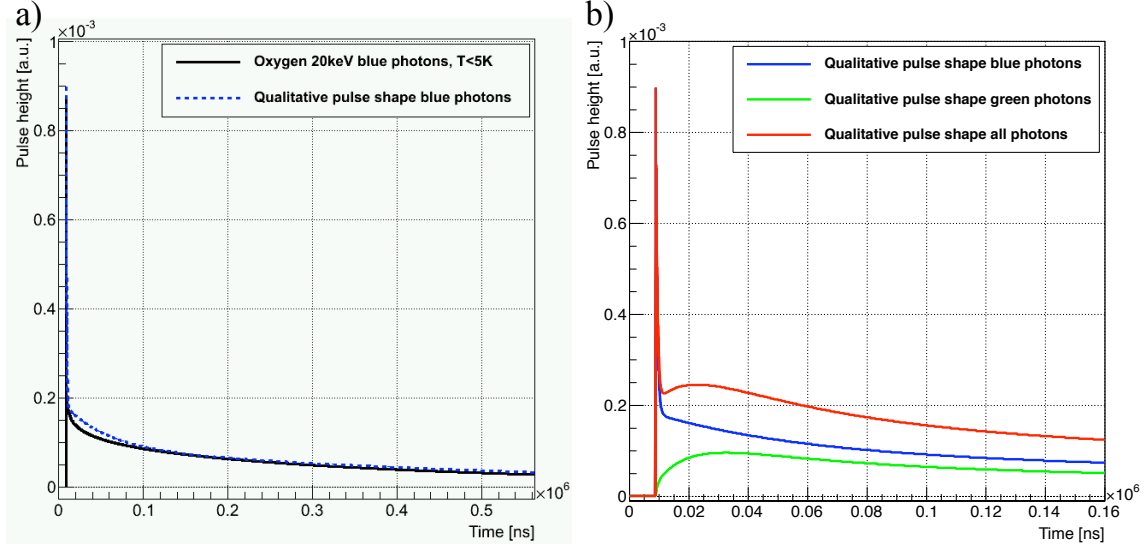 a)
×10⁻³
Pulse height [a.u.]
1
0.8
0.6
0.4
0.2
0
Oxygen 20keV blue photons, T<5K
Qualitative pulse shape blue photons
0 0.1 0.2 0.3 0.4 0.5
×10⁶
Time [ns]
b)
×10⁻³
Pulse height [a.u.]
1
0.8
0.6
0.4
0.2
0
Qualitative pulse shape blue photons
Qualitative pulse shape green photons
Qualitative pulse shape all photons
0 0.02 0.04 0.06 0.08 0.1 0.12 0.14 0.16
×10⁶
Time [ns]